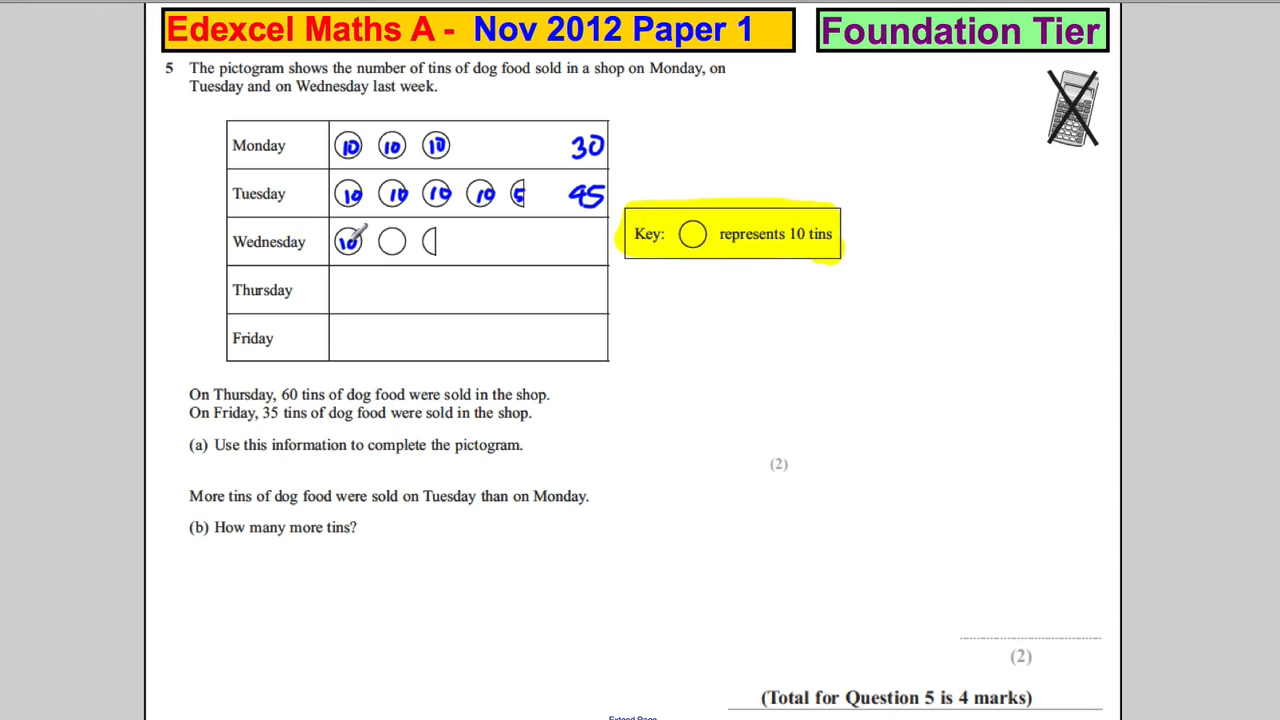 Edexcel Maths A - Nov 2012 Paper 1
Foundation Tier
5 The pictogram shows the number of tins of dog food sold in a shop on Monday, on
Tuesday and on Wednesday last week.
Monday 10 10 10 30
Tuesday 10 10 10 10 5 45
Wednesday 10
Key: represents 10 tins
Thursday
Friday
On Thursday, 60 tins of dog food were sold in the shop.
On Friday, 35 tins of dog food were sold in the shop.
(a) Use this information to complete the pictogram.
(2)
More tins of dog food were sold on Tuesday than on Monday.
(b) How many more tins?
(2)
(Total for Question 5 is 4 marks)
Extend Page